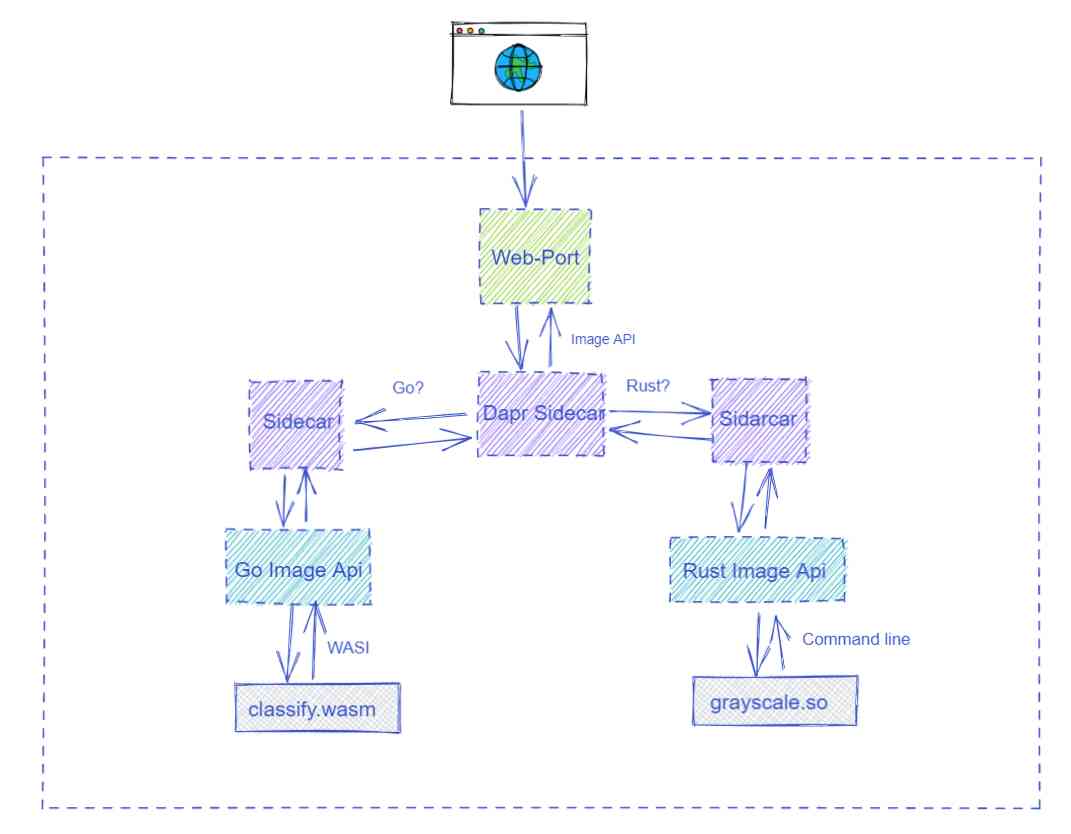 Web-Port
Image API
Go?
Rust?
Sidecar
Dapr Sidecar
Sidarcar
Go Image Api
Rust Image Api
WASI
Command line
classify.wasm
grayscale.so